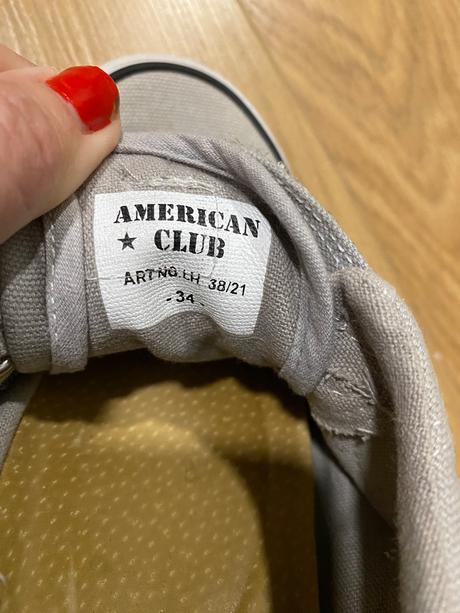 AMERICAN
★ CLUB
ART NO. LH 38/21
- 34 -